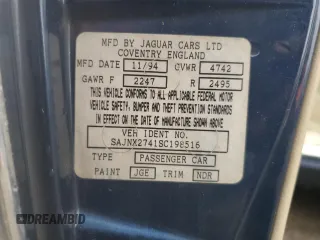 MFD BY JAGUAR CARS LTD
COVENTRY ENGLAND
MFD DATE 11/94 GVWR 4742
GAWR F 2247 R 2495
THIS VEHICLE CONFORMS TO ALL APPLICABLE FEDERAL MOTOR
VEHICLE SAFETY, BUMPER AND THEFT PREVENTION STANDARDS
IN EFFECT ON THE DATE OF MANUFACTURE SHOWN ABOVE
VEH IDENT NO.
SAJNX2741SC198516
TYPE PASSENGER CAR
PAINT JGE TRIM NDR
© DREAMBID